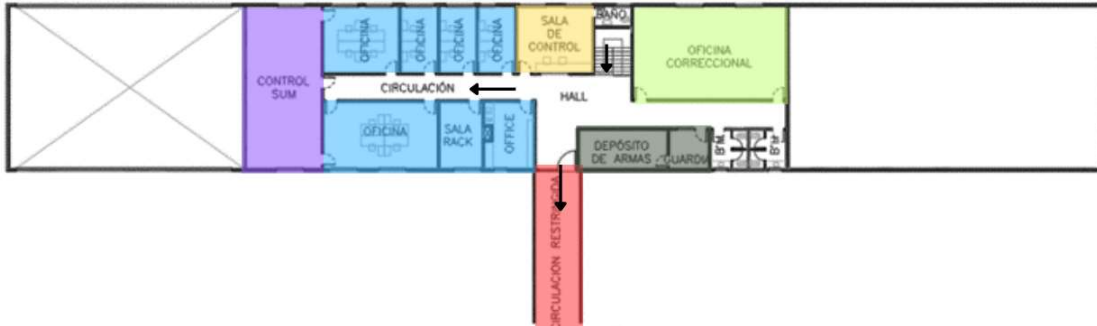 BAÑO
SALA
DE
CONTROL
OFICINA
OFICINA
OFICINA
OFICINA
OFICINA
CORRECCIONAL
CONTROL
SUM
CIRCULACIÓN
HALL
OFICINA
SALA
RACK
OFFICE
DEPÓSITO
DE ARMAS
GUARDIA
B.M
B.H
CIRCULACION RESTRINGIDA